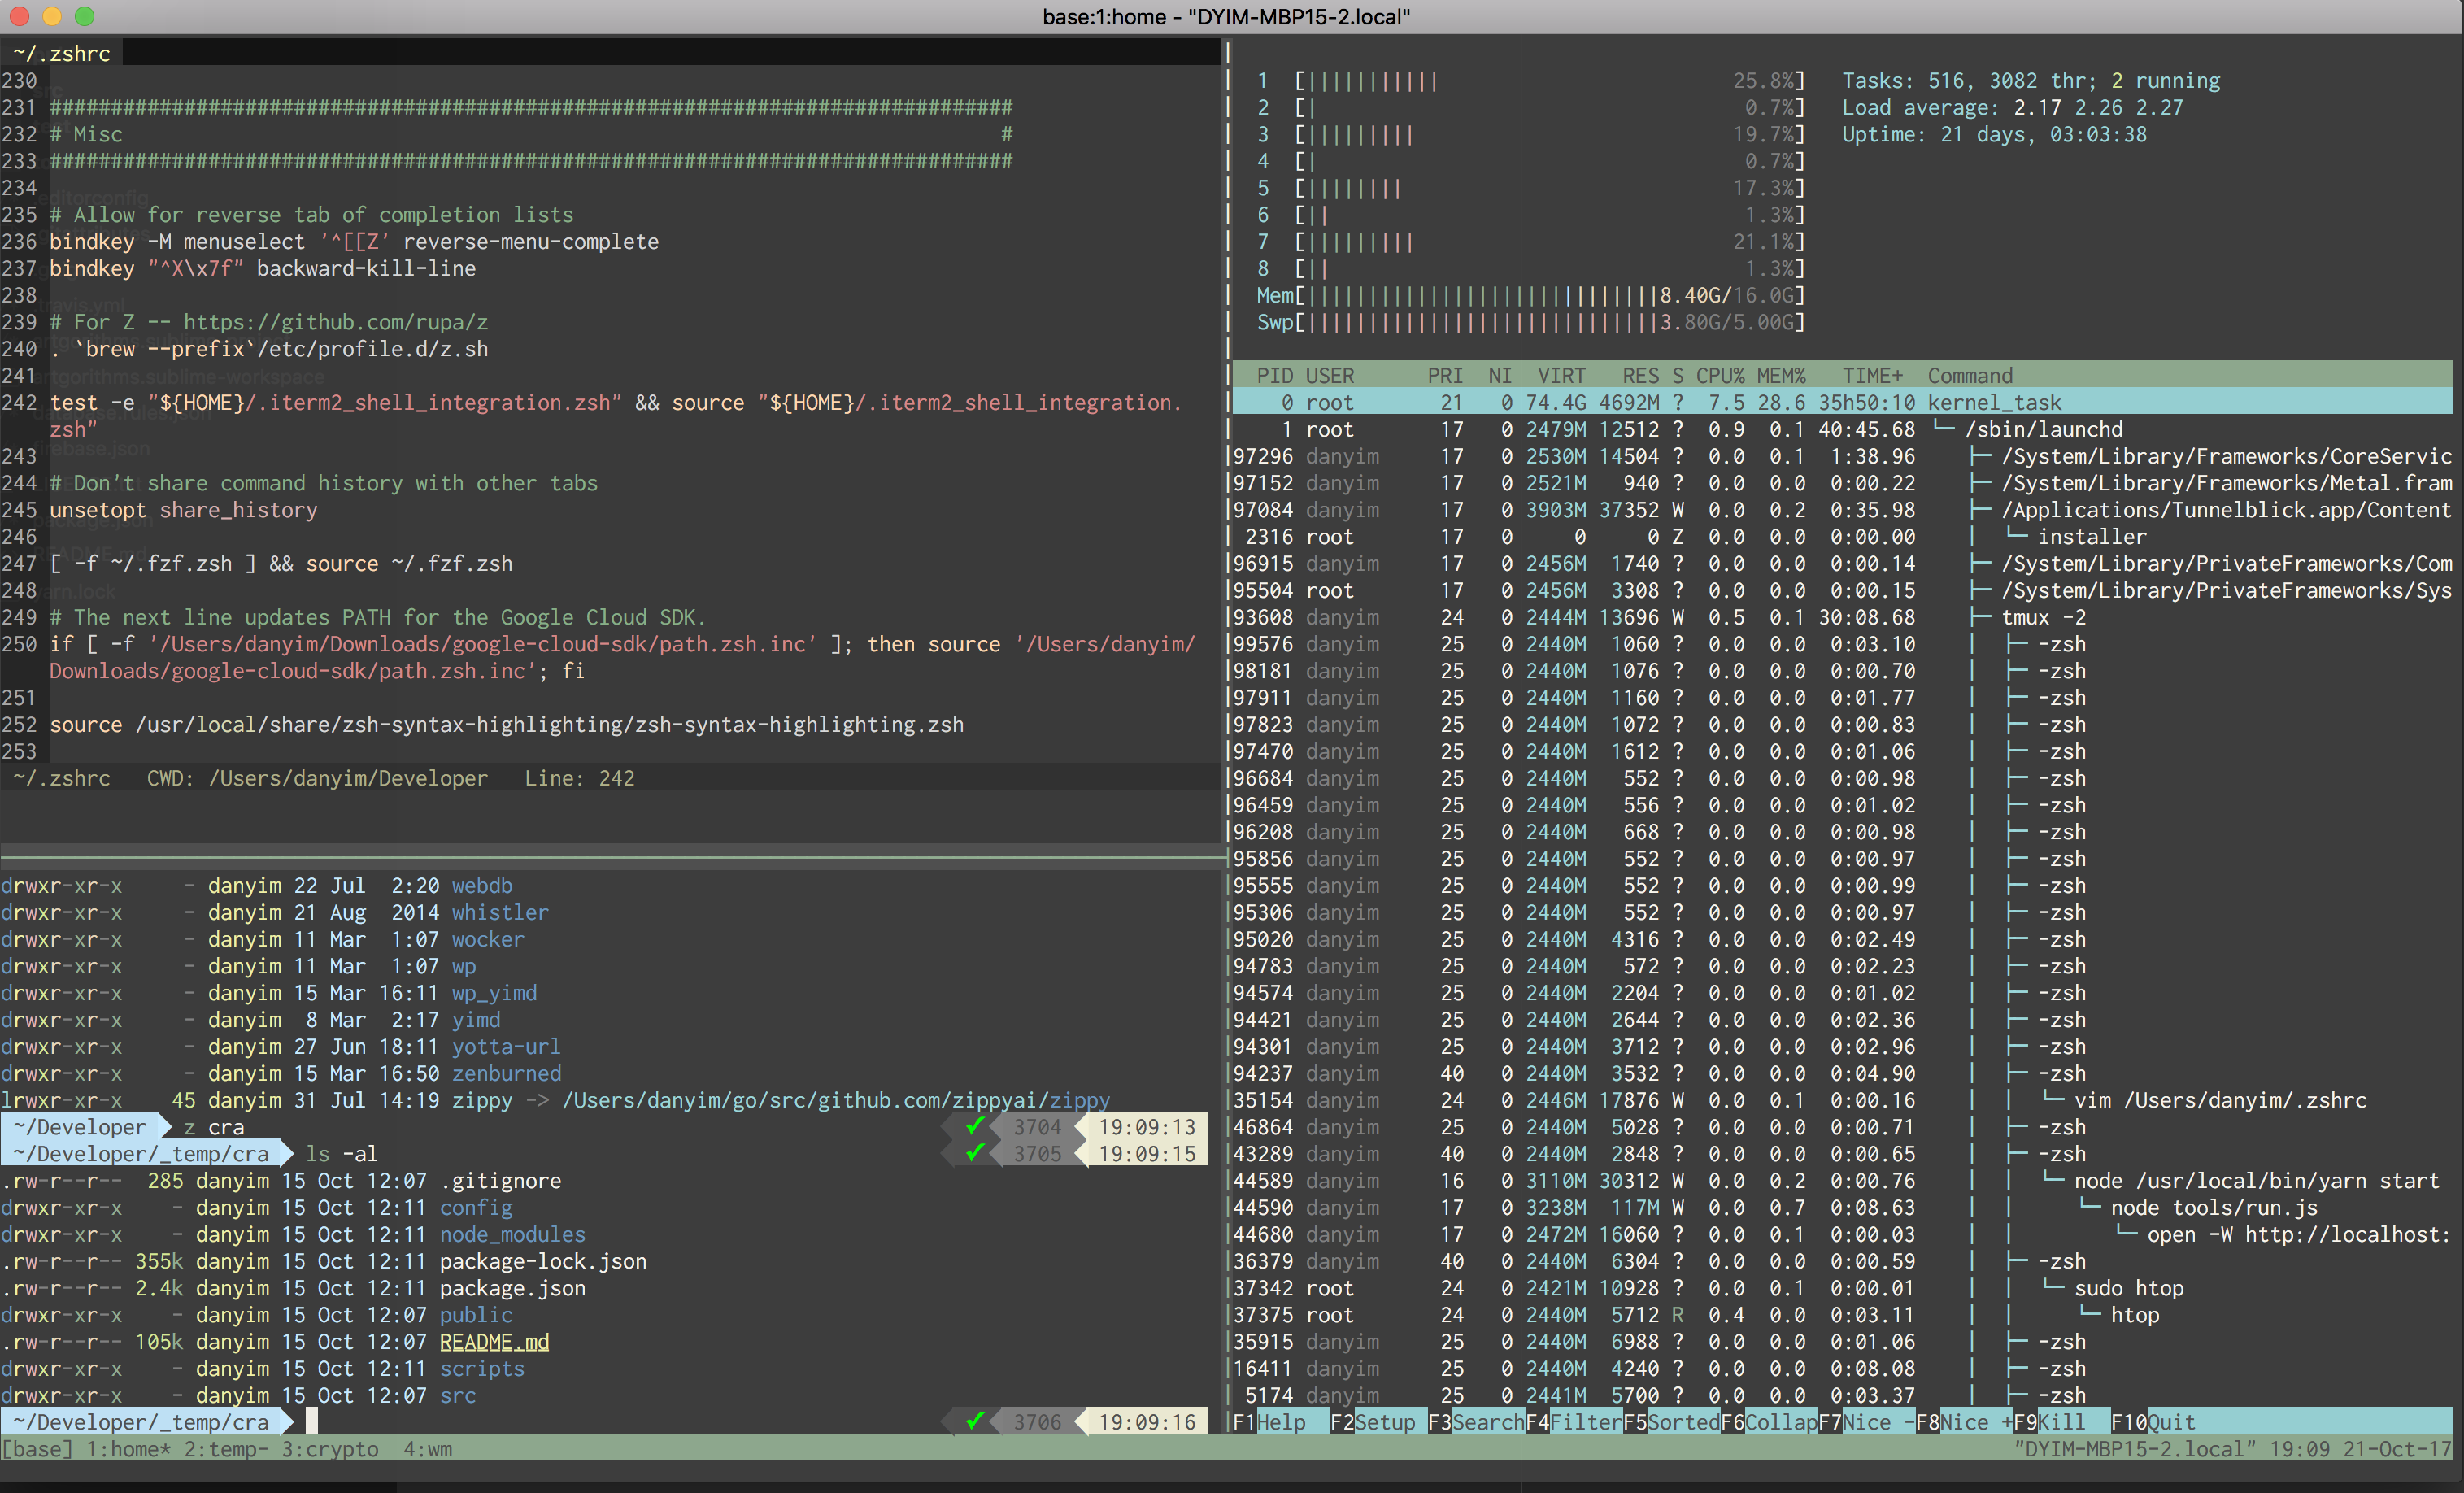 base:1:home - "DYIM-MBP15-2.local"
~/.zshrc
230
231 ###############################################################################
232 # Misc                                                                        #
233 ###############################################################################
234
235 # Allow for reverse tab of completion lists
236 bindkey -M menuselect '^[[Z' reverse-menu-complete
237 bindkey "^X\x7f" backward-kill-line
238
239 # For Z -- https://github.com/rupa/z
240 . `brew --prefix`/etc/profile.d/z.sh
241
242 test -e "${HOME}/.iterm2_shell_integration.zsh" && source "${HOME}/.iterm2_shell_integration.
zsh"
243
244 # Don't share command history with other tabs
245 unsetopt share_history
246
247 [ -f ~/.fzf.zsh ] && source ~/.fzf.zsh
248
249 # The next line updates PATH for the Google Cloud SDK.
250 if [ -f '/Users/danyim/Downloads/google-cloud-sdk/path.zsh.inc' ]; then source '/Users/danyim/
Downloads/google-cloud-sdk/path.zsh.inc'; fi
251
252 source /usr/local/share/zsh-syntax-highlighting/zsh-syntax-highlighting.zsh
253
~/.zshrc   CWD: /Users/danyim/Developer   Line: 242
drwxr-xr-x    - danyim 22 Jul  2:20 webdb
drwxr-xr-x    - danyim 21 Aug  2014 whistler
drwxr-xr-x    - danyim 11 Mar  1:07 wocker
drwxr-xr-x    - danyim 11 Mar  1:07 wp
drwxr-xr-x    - danyim 15 Mar 16:11 wp_yimd
drwxr-xr-x    - danyim  8 Mar  2:17 yimd
drwxr-xr-x    - danyim 27 Jun 18:11 yotta-url
drwxr-xr-x    - danyim 15 Mar 16:50 zenburned
lrwxr-xr-x   45 danyim 31 Jul 14:19 zippy -> /Users/danyim/go/src/github.com/zippyai/zippy
~/Developer  z cra  ✓ 3704 19:09:13
~/Developer/_temp/cra  ls -al  ✓ 3705 19:09:15
.rw-r--r--  285 danyim 15 Oct 12:07 .gitignore
drwxr-xr-x    - danyim 15 Oct 12:11 config
drwxr-xr-x    - danyim 15 Oct 12:11 node_modules
.rw-r--r-- 355k danyim 15 Oct 12:11 package-lock.json
.rw-r--r-- 2.4k danyim 15 Oct 12:11 package.json
drwxr-xr-x    - danyim 15 Oct 12:07 public
.rw-r--r-- 105k danyim 15 Oct 12:07 README.md
drwxr-xr-x    - danyim 15 Oct 12:11 scripts
drwxr-xr-x    - danyim 15 Oct 12:07 src
~/Developer/_temp/cra  ✓ 3706 19:09:16
1 [||||||||||| 25.8%] Tasks: 516, 3082 thr; 2 running
2 [| 0.7%] Load average: 2.17 2.26 2.27
3 [||||||||| 19.7%] Uptime: 21 days, 03:03:38
4 [| 0.7%]
5 [|||||||| 17.3%]
6 [|| 1.3%]
7 [||||||||| 21.1%]
8 [|| 1.3%]
Mem[|||||||||||||||||||||||||||||8.40G/16.0G]
Swp[|||||||||||||||||||||||||||||3.80G/5.00G]
PID USER PRI NI VIRT RES S CPU% MEM% TIME+ Command
0 root 21 0 74.4G 4692M ? 7.5 28.6 35h50:10 kernel_task
1 root 17 0 2479M 12512 ? 0.9 0.1 40:45.68 └─ /sbin/launchd
97296 danyim 17 0 2530M 14504 ? 0.0 0.1 1:38.96 ├─ /System/Library/Frameworks/CoreServic
97152 danyim 17 0 2521M 940 ? 0.0 0.0 0:00.22 ├─ /System/Library/Frameworks/Metal.fram
97084 danyim 17 0 3903M 37352 W 0.0 0.2 0:35.98 ├─ /Applications/Tunnelblick.app/Content
2316 root 17 0 0 0 Z 0.0 0.0 0:00.00 │ └─ installer
96915 danyim 17 0 2456M 1740 ? 0.0 0.0 0:00.14 ├─ /System/Library/PrivateFrameworks/Com
95504 root 17 0 2456M 3308 ? 0.0 0.0 0:00.15 ├─ /System/Library/PrivateFrameworks/Sys
93608 danyim 24 0 2444M 13696 W 0.5 0.1 30:08.68 ├─ tmux -2
99576 danyim 25 0 2440M 1060 ? 0.0 0.0 0:03.10 │ ├─ -zsh
98181 danyim 25 0 2440M 1076 ? 0.0 0.0 0:00.70 │ ├─ -zsh
97911 danyim 25 0 2440M 1160 ? 0.0 0.0 0:01.77 │ ├─ -zsh
97823 danyim 25 0 2440M 1072 ? 0.0 0.0 0:00.83 │ ├─ -zsh
97470 danyim 25 0 2440M 1612 ? 0.0 0.0 0:01.06 │ ├─ -zsh
96684 danyim 25 0 2440M 552 ? 0.0 0.0 0:00.98 │ ├─ -zsh
96459 danyim 25 0 2440M 556 ? 0.0 0.0 0:01.02 │ ├─ -zsh
96208 danyim 25 0 2440M 668 ? 0.0 0.0 0:00.98 │ ├─ -zsh
95856 danyim 25 0 2440M 552 ? 0.0 0.0 0:00.97 │ ├─ -zsh
95555 danyim 25 0 2440M 552 ? 0.0 0.0 0:00.99 │ ├─ -zsh
95306 danyim 25 0 2440M 552 ? 0.0 0.0 0:00.97 │ ├─ -zsh
95020 danyim 25 0 2440M 4316 ? 0.0 0.0 0:02.49 │ ├─ -zsh
94783 danyim 25 0 2440M 572 ? 0.0 0.0 0:02.23 │ ├─ -zsh
94574 danyim 25 0 2440M 2204 ? 0.0 0.0 0:01.02 │ ├─ -zsh
94421 danyim 25 0 2440M 2644 ? 0.0 0.0 0:02.36 │ ├─ -zsh
94301 danyim 25 0 2440M 3712 ? 0.0 0.0 0:02.96 │ ├─ -zsh
94237 danyim 40 0 2440M 3532 ? 0.0 0.0 0:04.90 │ ├─ -zsh
35154 danyim 24 0 2446M 17876 W 0.0 0.1 0:00.16 │ │ └─ vim /Users/danyim/.zshrc
46864 danyim 25 0 2440M 5028 ? 0.0 0.0 0:00.71 │ ├─ -zsh
43289 danyim 40 0 2440M 2848 ? 0.0 0.0 0:00.65 │ ├─ -zsh
44589 danyim 16 0 3110M 30312 W 0.0 0.2 0:00.76 │ │ └─ node /usr/local/bin/yarn start
44590 danyim 17 0 3238M 117M W 0.0 0.7 0:08.63 │ │ └─ node tools/run.js
44680 danyim 17 0 2472M 16060 ? 0.0 0.1 0:00.03 │ │ └─ open -W http://localhost:
36379 danyim 40 0 2440M 6304 ? 0.0 0.0 0:00.59 │ ├─ -zsh
37342 root 24 0 2421M 10928 ? 0.0 0.1 0:00.01 │ │ └─ sudo htop
37375 root 24 0 2440M 5712 R 0.4 0.0 0:03.11 │ │ └─ htop
35915 danyim 25 0 2440M 6988 ? 0.0 0.0 0:01.06 │ ├─ -zsh
16411 danyim 25 0 2440M 4240 ? 0.0 0.0 0:08.08 │ ├─ -zsh
5174 danyim 25 0 2441M 5700 ? 0.0 0.0 0:03.37 │ ├─ -zsh
F1Help F2Setup F3SearchF4FilterF5SortedF6CollapF7Nice -F8Nice +F9Kill F10Quit
[base] 1:home* 2:temp- 3:crypto  4:wm "DYIM-MBP15-2.local" 19:09 21-Oct-17